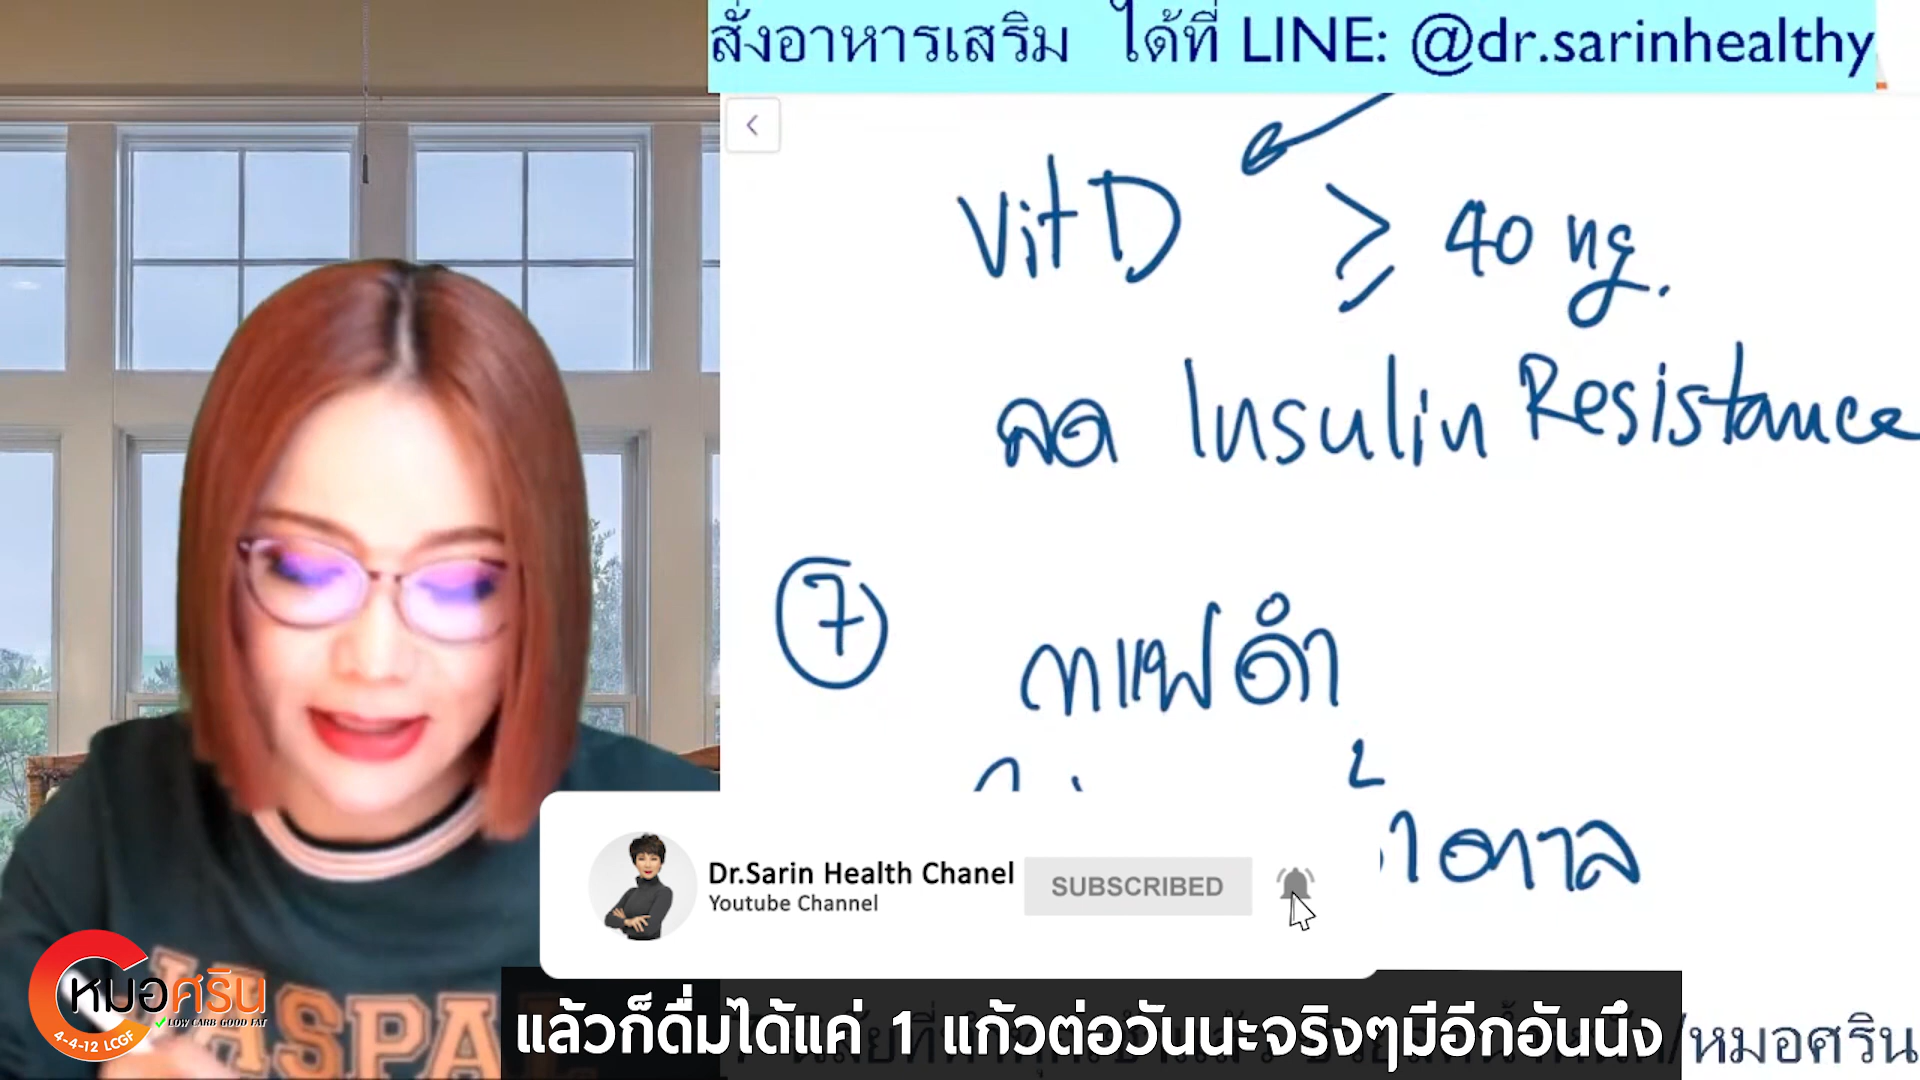 สั่งอาหารเสริม ได้ที่ LINE: @dr.sarinhealthy
Vit D ≥ 40 ng.
ลด Insulin Resistance
7
กาแฟดำ
Dr.Sarin Health Chanel
Youtube Channel
SUBSCRIBED
หมอศริน
LOW CARB GOOD FAT
4-4-12 LCGF
JASPAL
แล้วก็ดื่มได้แค่ 1 แก้วต่อวันนะจริงๆมีอีกอันนึง
/หมอศริน